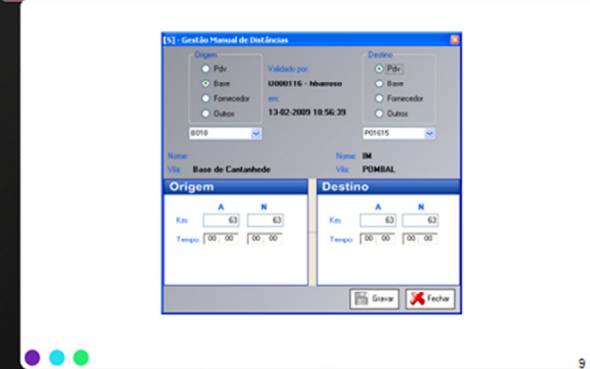 [S] - Gestão Manual de Distâncias
Origem
Pdv
Base
Fornecedor
Outros
B018
Validado por:
U000116 - hbarroso
em:
13-02-2009 18:56:39
Destino
Pdv
Base
Fornecedor
Outros
P01615
Nome:
Vila: Base de Cantanhede
Nome: IM
Vila: POMBAL
Origem
A N
Km: 63 63
Tempo: 00 : 00 00 : 00
Destino
A N
Km: 63 63
Tempo: 00 : 00 00 : 00
Gravar
Fechar
9